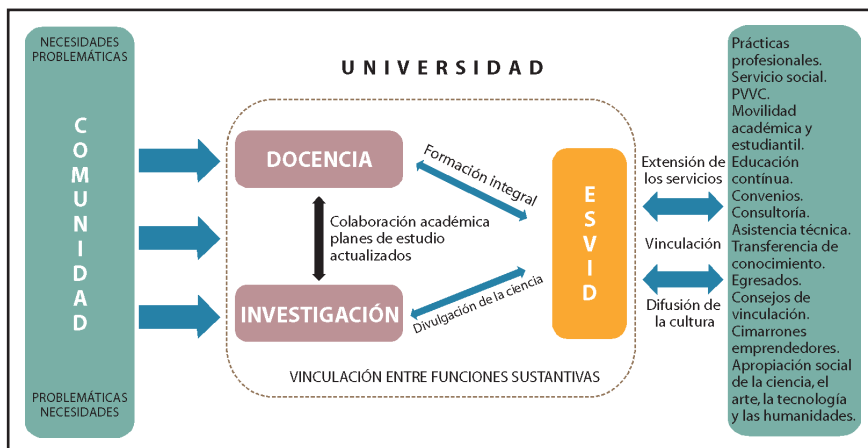 NECESIDADES
PROBLEMÁTICAS
COMUNIDAD
PROBLEMÁTICAS
NECESIDADES
UNIVERSIDAD
DOCENCIA
Formación integral
Colaboración académica
planes de estudio
actualizados
INVESTIGACIÓN
Divulgación de la ciencia
ESVID
VINCULACIÓN ENTRE FUNCIONES SUSTANTIVAS
Extensión de
los servicios
Vinculación
Difusión de
la cultura
Prácticas
profesionales.
Servicio social.
PVVC.
Movilidad
académica y
estudiantil.
Educación
contínua.
Convenios.
Consultoría.
Asistencia técnica.
Transferencia de
conocimiento.
Egresados.
Consejos de
vinculación.
Cimarrones
emprendedores.
Apropiación social
de la ciencia, el
arte, la tecnología
y las humanidades.